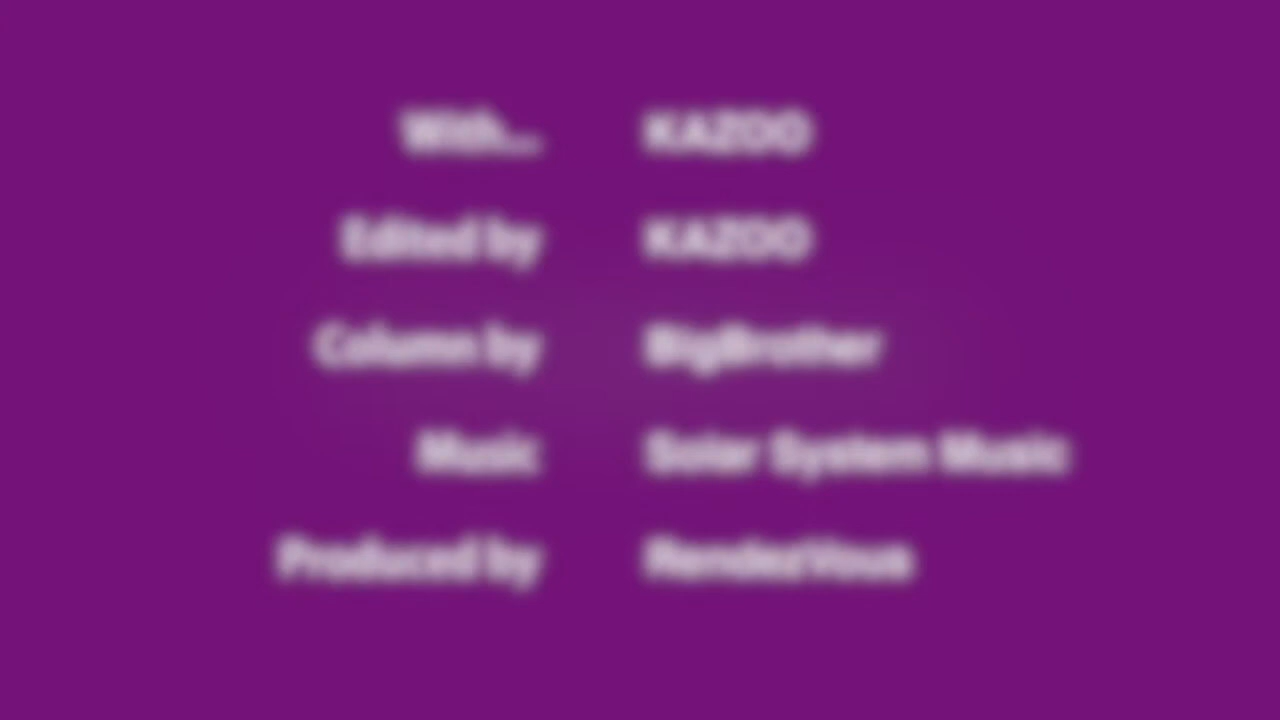 With... KAZOO
Edited by KAZOO
Column by BigBrother
Music Solar System Music
Produced by RendezVous